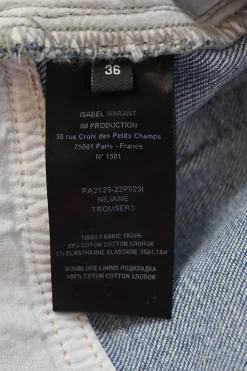 36
ISABEL MARANT
IM PRODUCTION
50 rue Croix des Petits Champs
75001 Paris - France
N° 1501
PA2129-22P023I
NILIANE
TROUSERS
TISSU FABRIC ТКАНЬ
99% COTON COTTON ХЛОПОК
1% ELASTHANNE ELASTANE ЭЛАСТАН
DOUBLURE LINING ПОДКЛАДКА
100% COTON COTTON ХЛОПОК